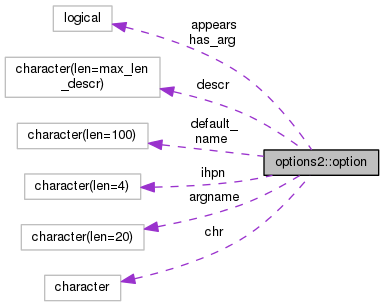 logical
appears
has_arg
character(len=max_len
_descr)
descr
character(len=100)
default_
name
options2::option
character(len=4)
ihpn
argname
character(len=20)
chr
character